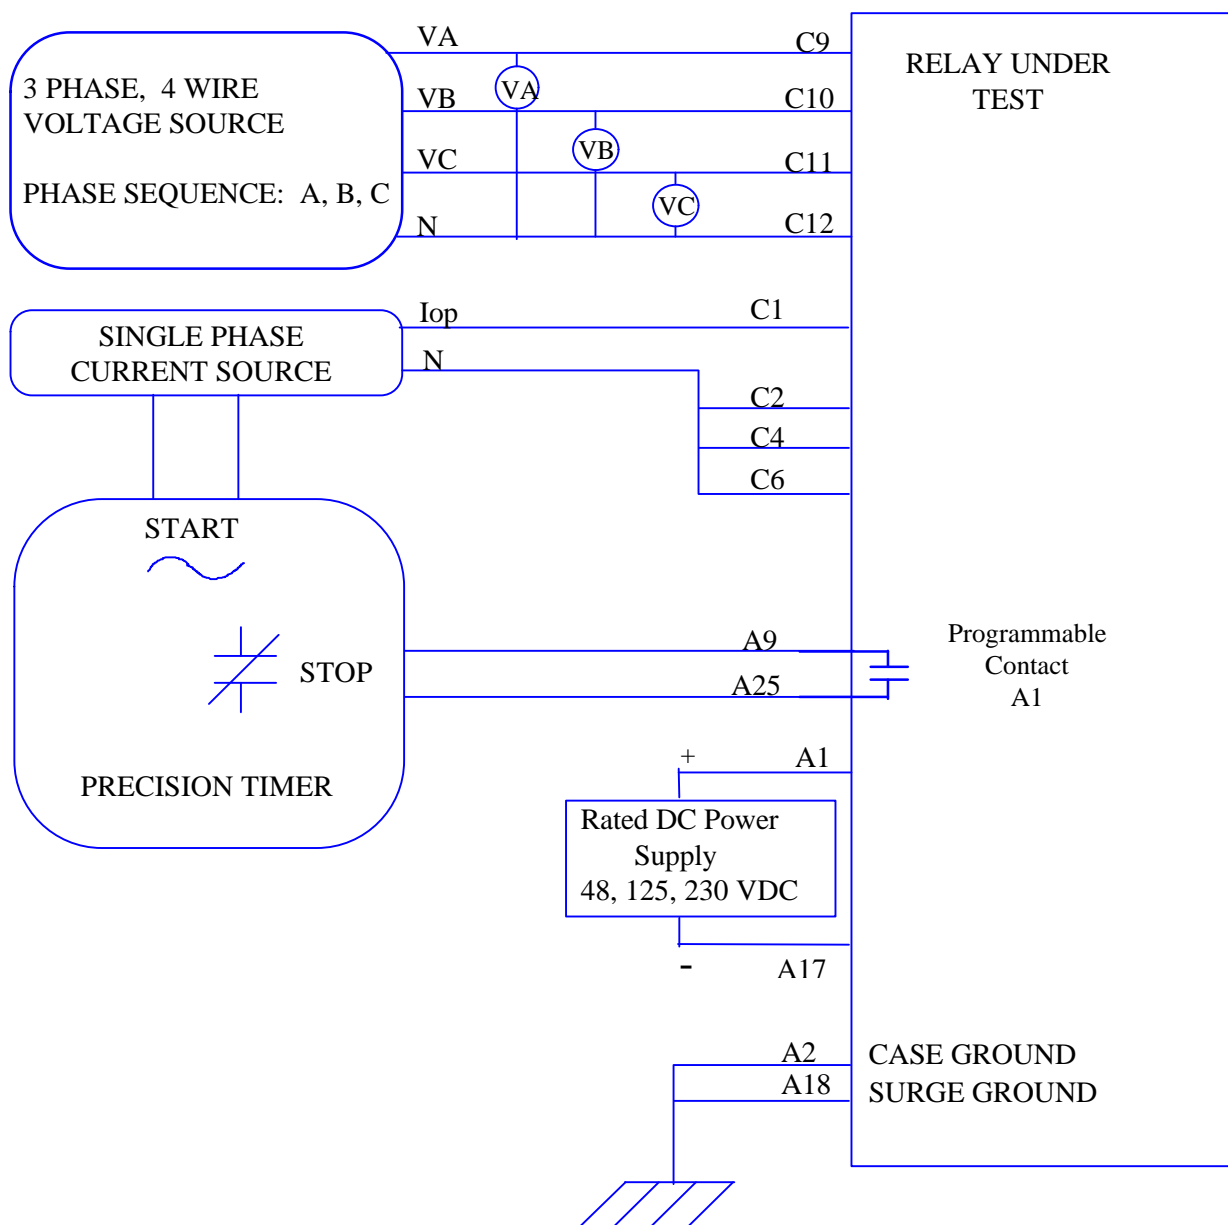 VA
C9
3 PHASE, 4 WIRE
VOLTAGE SOURCE
PHASE SEQUENCE: A, B, C
VA
RELAY UNDER
TEST
VB
C10
VB
VC
C11
VC
N
C12
Iop
C1
SINGLE PHASE
CURRENT SOURCE
N
C2
C4
C6
START
STOP
PRECISION TIMER
A9
A25
Programmable
Contact
A1
+
A1
Rated DC Power
Supply
48, 125, 230 VDC
-
A17
A2
CASE GROUND
A18
SURGE GROUND